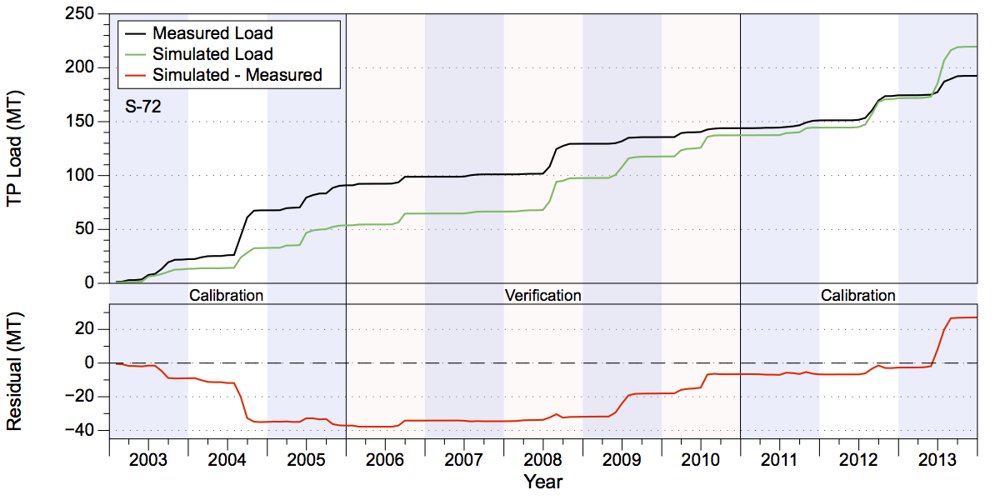 250
200
150
100
50
0
TP Load (MT)
Measured Load
Simulated Load
Simulated - Measured
S-72
Calibration Verification Calibration
20
0
−20
−40
Residual (MT)
2003 2004 2005 2006 2007 2008 2009 2010 2011 2012 2013
Year